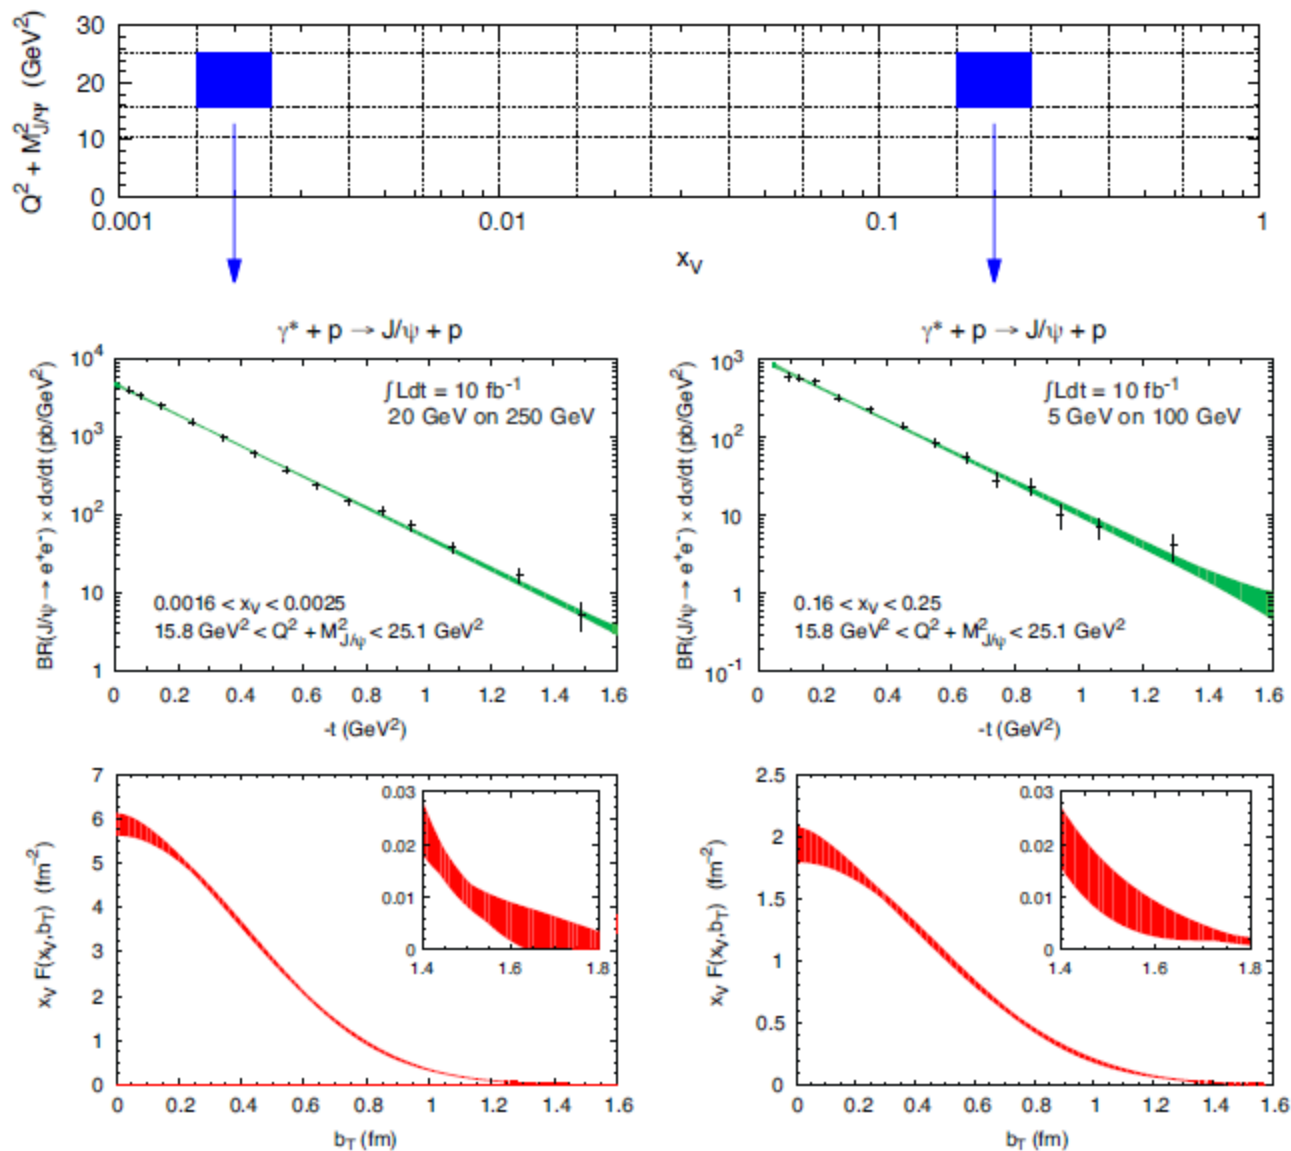 Q² + M²J/Ψ (GeV²)
30
20
10
0
0.001
0.01
0.1
1
xV
γ* + p → J/ψ + p
BR(J/ψ → e⁺e⁻) × dσ/dt (pb/GeV²)
10⁴
10³
10²
10
1
∫Ldt = 10 fb⁻¹
20 GeV on 250 GeV
0.0016 < xV < 0.0025
15.8 GeV² < Q² + M²J/ψ < 25.1 GeV²
0 0.2 0.4 0.6 0.8 1 1.2 1.4 1.6
-t (GeV²)
γ* + p → J/ψ + p
BR(J/ψ → e⁺e⁻) × dσ/dt (pb/GeV²)
10³
10²
10
1
10⁻¹
∫Ldt = 10 fb⁻¹
5 GeV on 100 GeV
0.16 < xV < 0.25
15.8 GeV² < Q² + M²J/ψ < 25.1 GeV²
0 0.2 0.4 0.6 0.8 1 1.2 1.4 1.6
-t (GeV²)
xV F(xV,bT) (fm⁻²)
7
6
5
4
3
2
1
0
0.03
0.02
0.01
0
1.4 1.6 1.8
0 0.2 0.4 0.6 0.8 1 1.2 1.4 1.6
bT (fm)
xV F(xV,bT) (fm⁻²)
2.5
2
1.5
1
0.5
0
0.03
0.02
0.01
0
1.4 1.6 1.8
0 0.2 0.4 0.6 0.8 1 1.2 1.4 1.6
bT (fm)